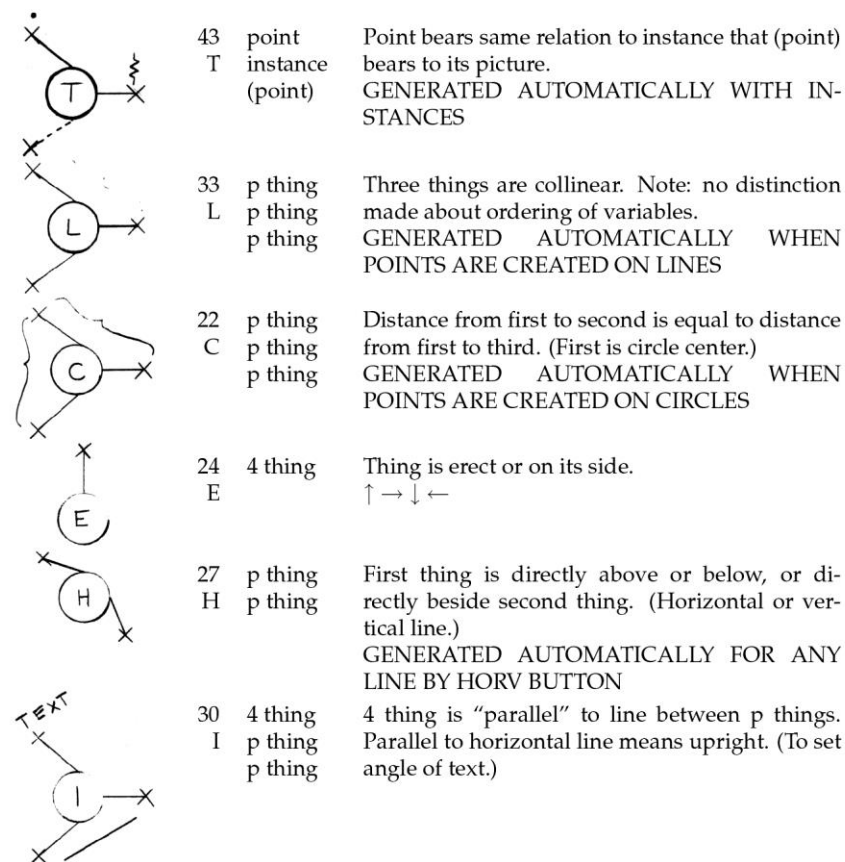 43 point Point bears same relation to instance that (point)
T T instance bears to its picture.
(point) GENERATED AUTOMATICALLY WITH IN-
STANCES
33 p thing Three things are collinear. Note: no distinction
L L p thing made about ordering of variables.
p thing GENERATED AUTOMATICALLY WHEN
POINTS ARE CREATED ON LINES
22 p thing Distance from first to second is equal to distance
C C p thing from first to third. (First is circle center.)
p thing GENERATED AUTOMATICALLY WHEN
POINTS ARE CREATED ON CIRCLES
24 4 thing Thing is erect or on its side.
E ↑→↓←
E
27 p thing First thing is directly above or below, or di-
H H p thing rectly beside second thing. (Horizontal or ver-
tical line.)
GENERATED AUTOMATICALLY FOR ANY
LINE BY HORV BUTTON
TEXT 30 4 thing 4 thing is “parallel” to line between p things.
I p thing Parallel to horizontal line means upright. (To set
p thing angle of text.)
I